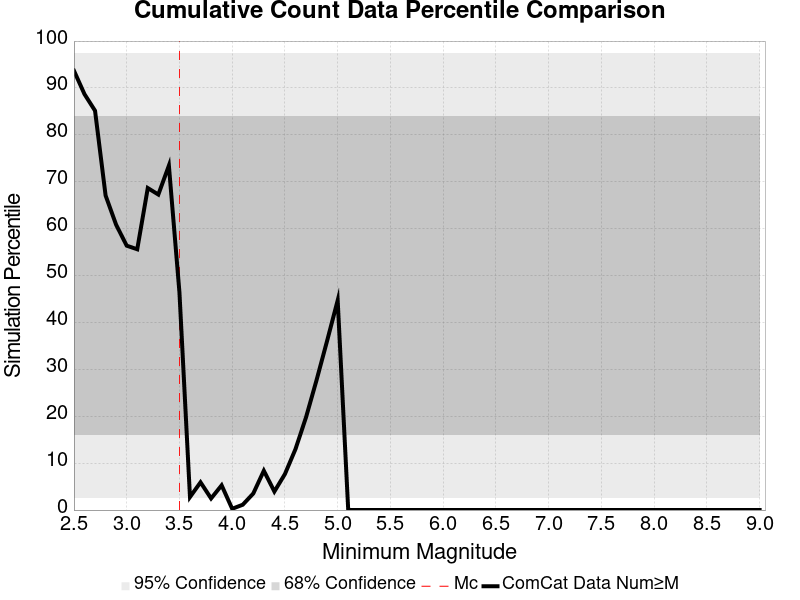 Cumulative Count Data Percentile Comparison
100
90
80
70
60
50
40
30
20
10
0
Simulation Percentile
2.5 3.0 3.5 4.0 4.5 5.0 5.5 6.0 6.5 7.0 7.5 8.0 8.5 9.0
Minimum Magnitude
95% Confidence 68% Confidence Mc ComCat Data Num≥M